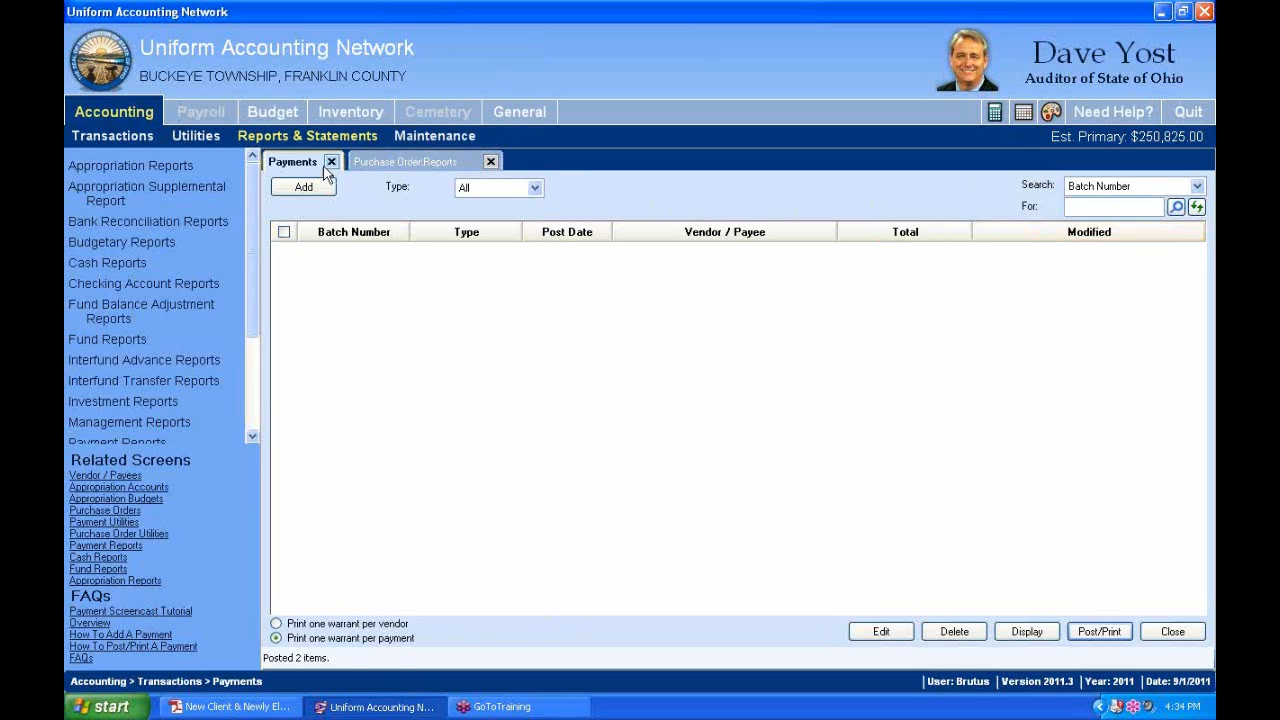 Uniform Accounting Network
Uniform Accounting Network
BUCKEYE TOWNSHIP, FRANKLIN COUNTY
Dave Yost
Auditor of State of Ohio
Accounting Payroll Budget Inventory Cemetery General Need Help? Quit
Transactions Utilities Reports & Statements Maintenance Est. Primary: $250,825.00
Appropriation Reports
Appropriation Supplemental
Report
Bank Reconciliation Reports
Budgetary Reports
Cash Reports
Checking Account Reports
Fund Balance Adjustment
Reports
Fund Reports
Interfund Advance Reports
Interfund Transfer Reports
Investment Reports
Management Reports
Payment Reports
Related Screens
Vendor / Payees
Appropriation Accounts
Appropriation Budgets
Purchase Orders
Payment Utilities
Purchase Order Utilities
Payment Reports
Cash Reports
Fund Reports
Appropriation Reports
FAQs
Payment Screencast Tutorial
Overview
How To Add A Payment
How To Post/Print A Payment
FAQs
Payments Purchase Order:Reports
Add Type: All Search: Batch Number
For:
Batch Number Type Post Date Vendor / Payee Total Modified
Print one warrant per vendor
Print one warrant per payment
Edit Delete Display Post/Print Close
Posted 2 items.
Accounting > Transactions > Payments User: Brutus Version 2011.3 Year: 2011 Date: 9/1/2011
start New Client & Newly El... Uniform Accounting N... GoToTraining 4:34 PM